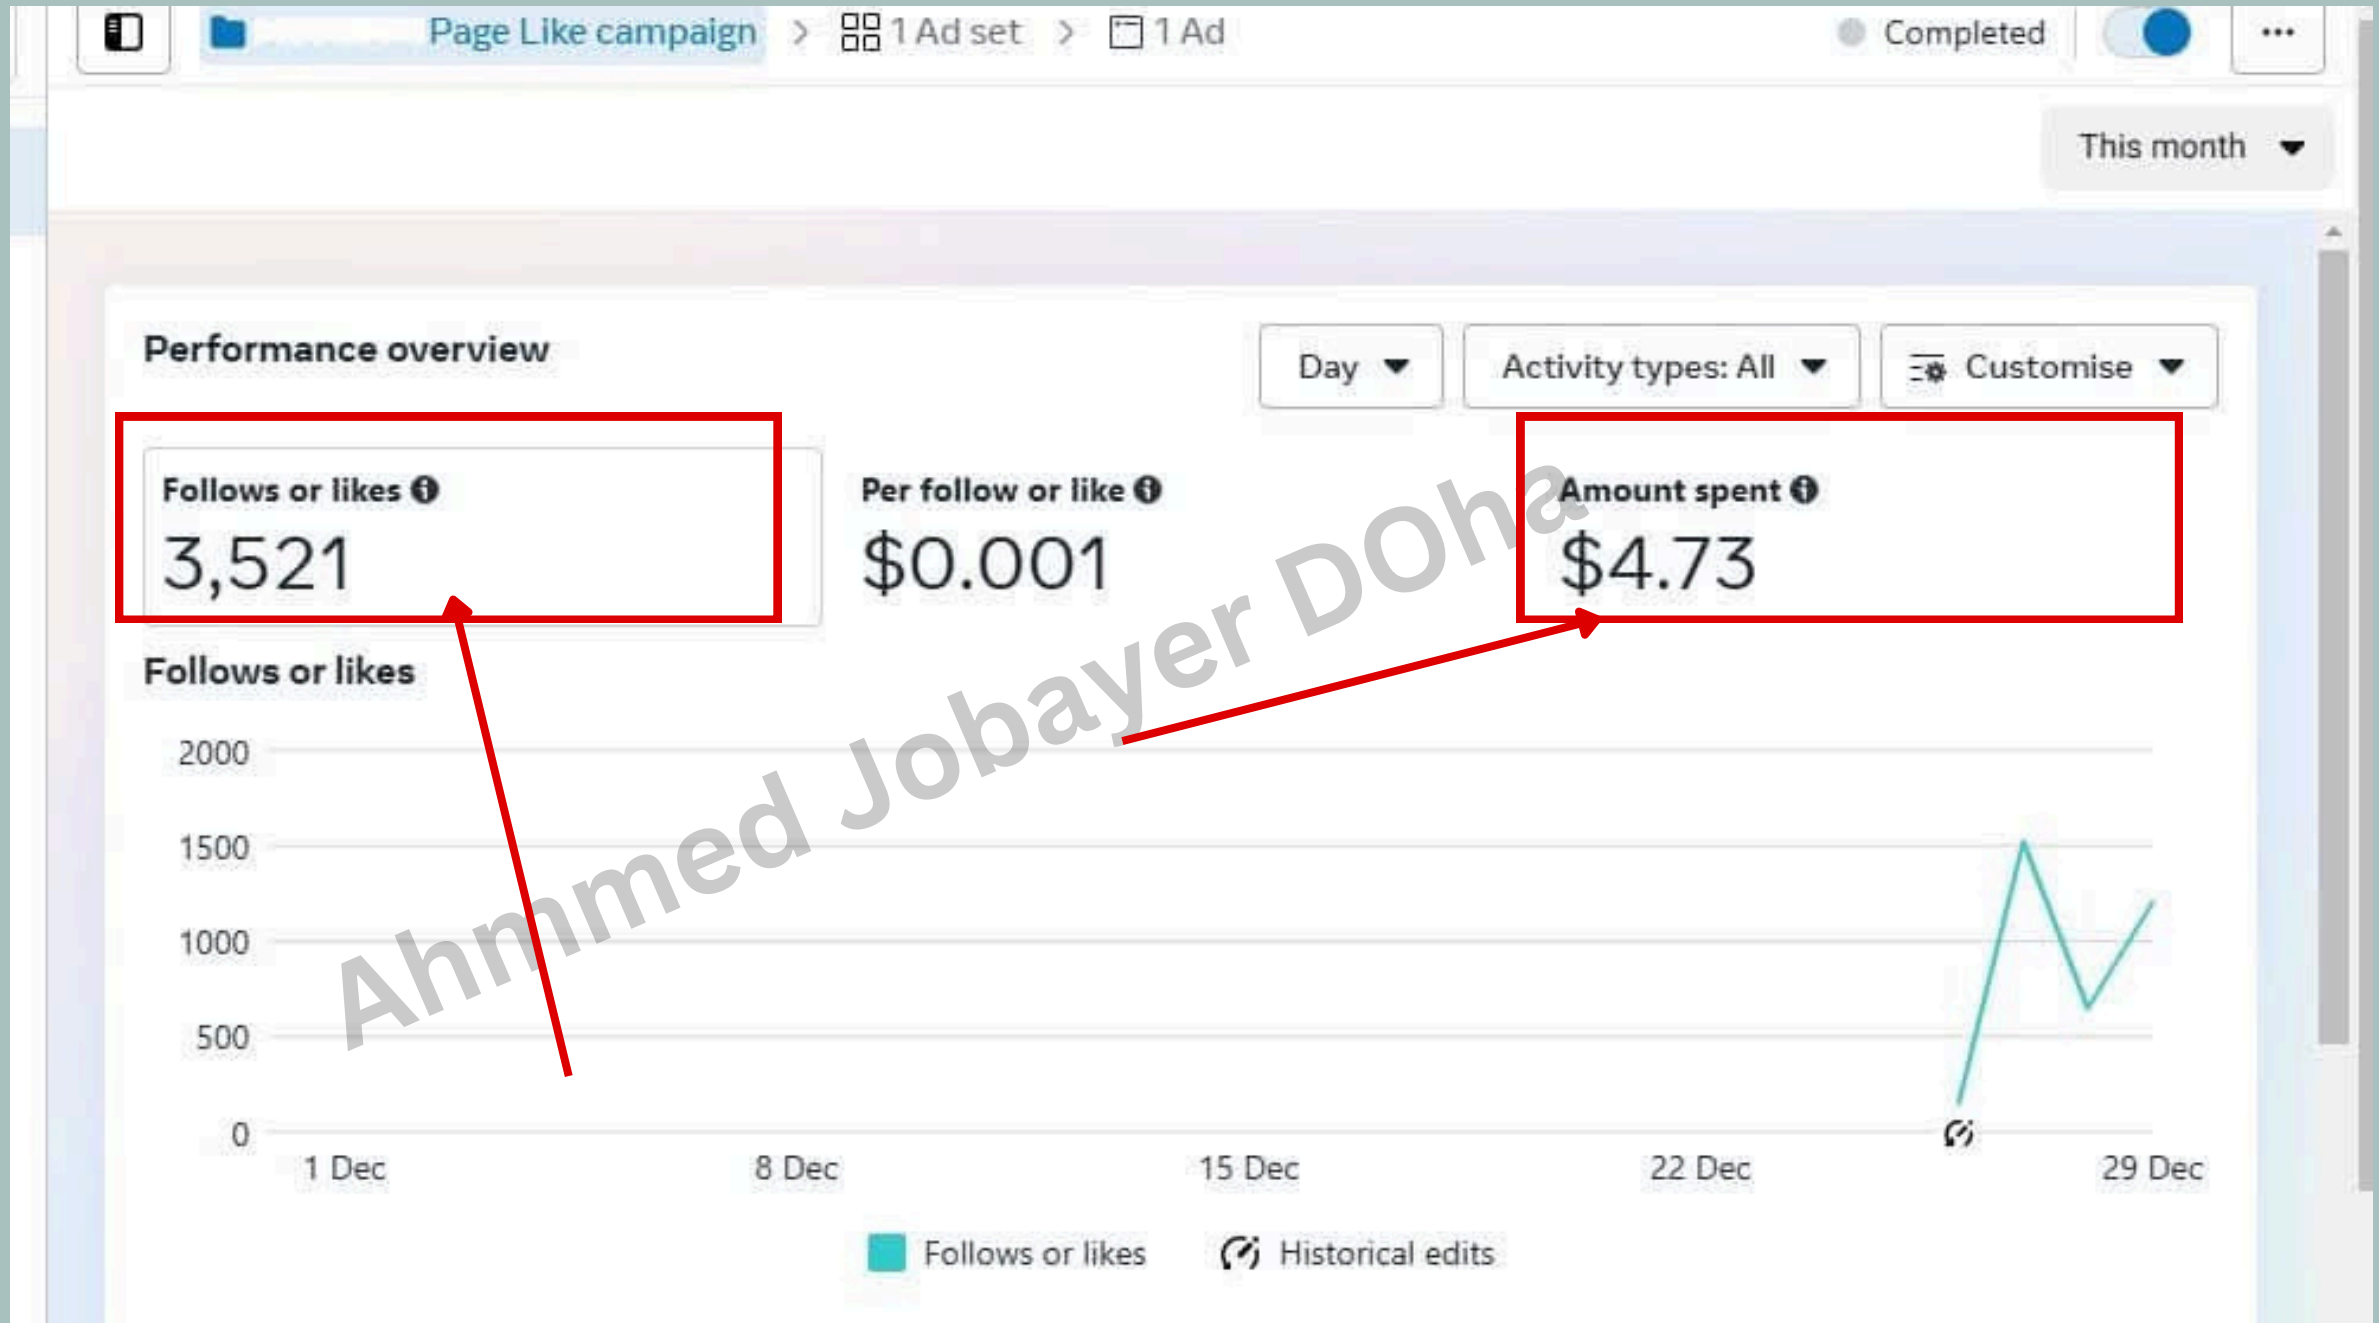 Page Like campaign > 1 Ad set > 1 Ad
Completed
This month
Performance overview
Day
Activity types: All
Customise
Follows or likes
3,521
Per follow or like
$0.001
Amount spent
$4.73
Follows or likes
2000
1500
1000
500
0
1 Dec
8 Dec
15 Dec
22 Dec
29 Dec
Follows or likes
Historical edits
Ahmmed Jobayer DOha